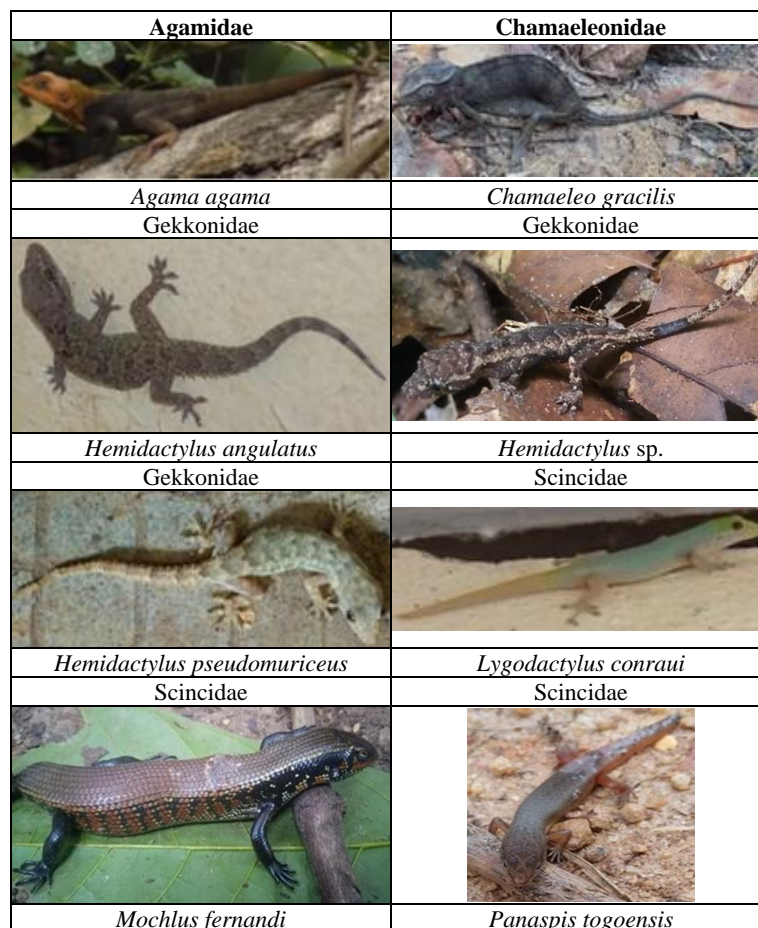 Agamidae Chamaeleonidae
Agama agama Chamaeleo gracilis
Gekkonidae Gekkonidae
Hemidactylus angulatus Hemidactylus sp.
Gekkonidae Scincidae
Hemidactylus pseudomuriceus Lygodactylus conraui
Scincidae Scincidae
Mochlus fernandi Panaspis togoensis